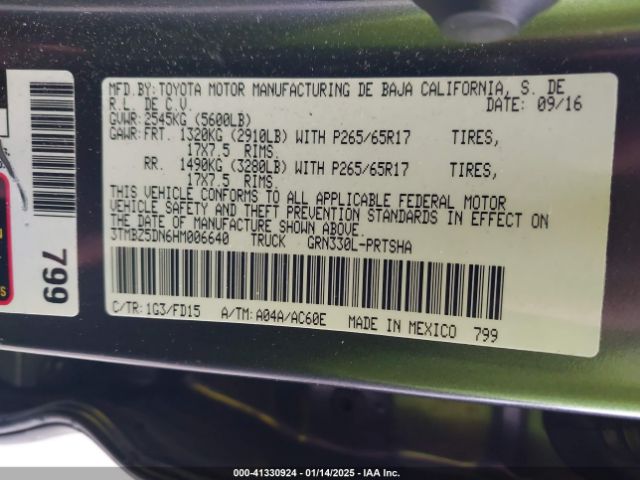 MFD.BY:TOYOTA MOTOR MANUFACTURING DE BAJA CALIFORNIA, S. DE
R.L. DE C.V. DATE: 09/16
GVWR:2545KG (5600LB)
GAWR:FRT. 1320KG (2910LB) WITH P265/65R17 TIRES,
17X7.5 RIMS.
RR. 1490KG (3280LB) WITH P265/65R17 TIRES,
17X7.5 RIMS.
THIS VEHICLE CONFORMS TO ALL APPLICABLE FEDERAL MOTOR
VEHICLE SAFETY AND THEFT PREVENTION STANDARDS IN EFFECT ON
THE DATE OF MANUFACTURE SHOWN ABOVE.
3TMBZ5DN6HM006640 TRUCK GRN330L-PRTSHA
C/TR:1G3/FD15 A/TM:A04A/AC60E MADE IN MEXICO 799
799
00-41330924 - 01/14/2025 - IAA Inc.